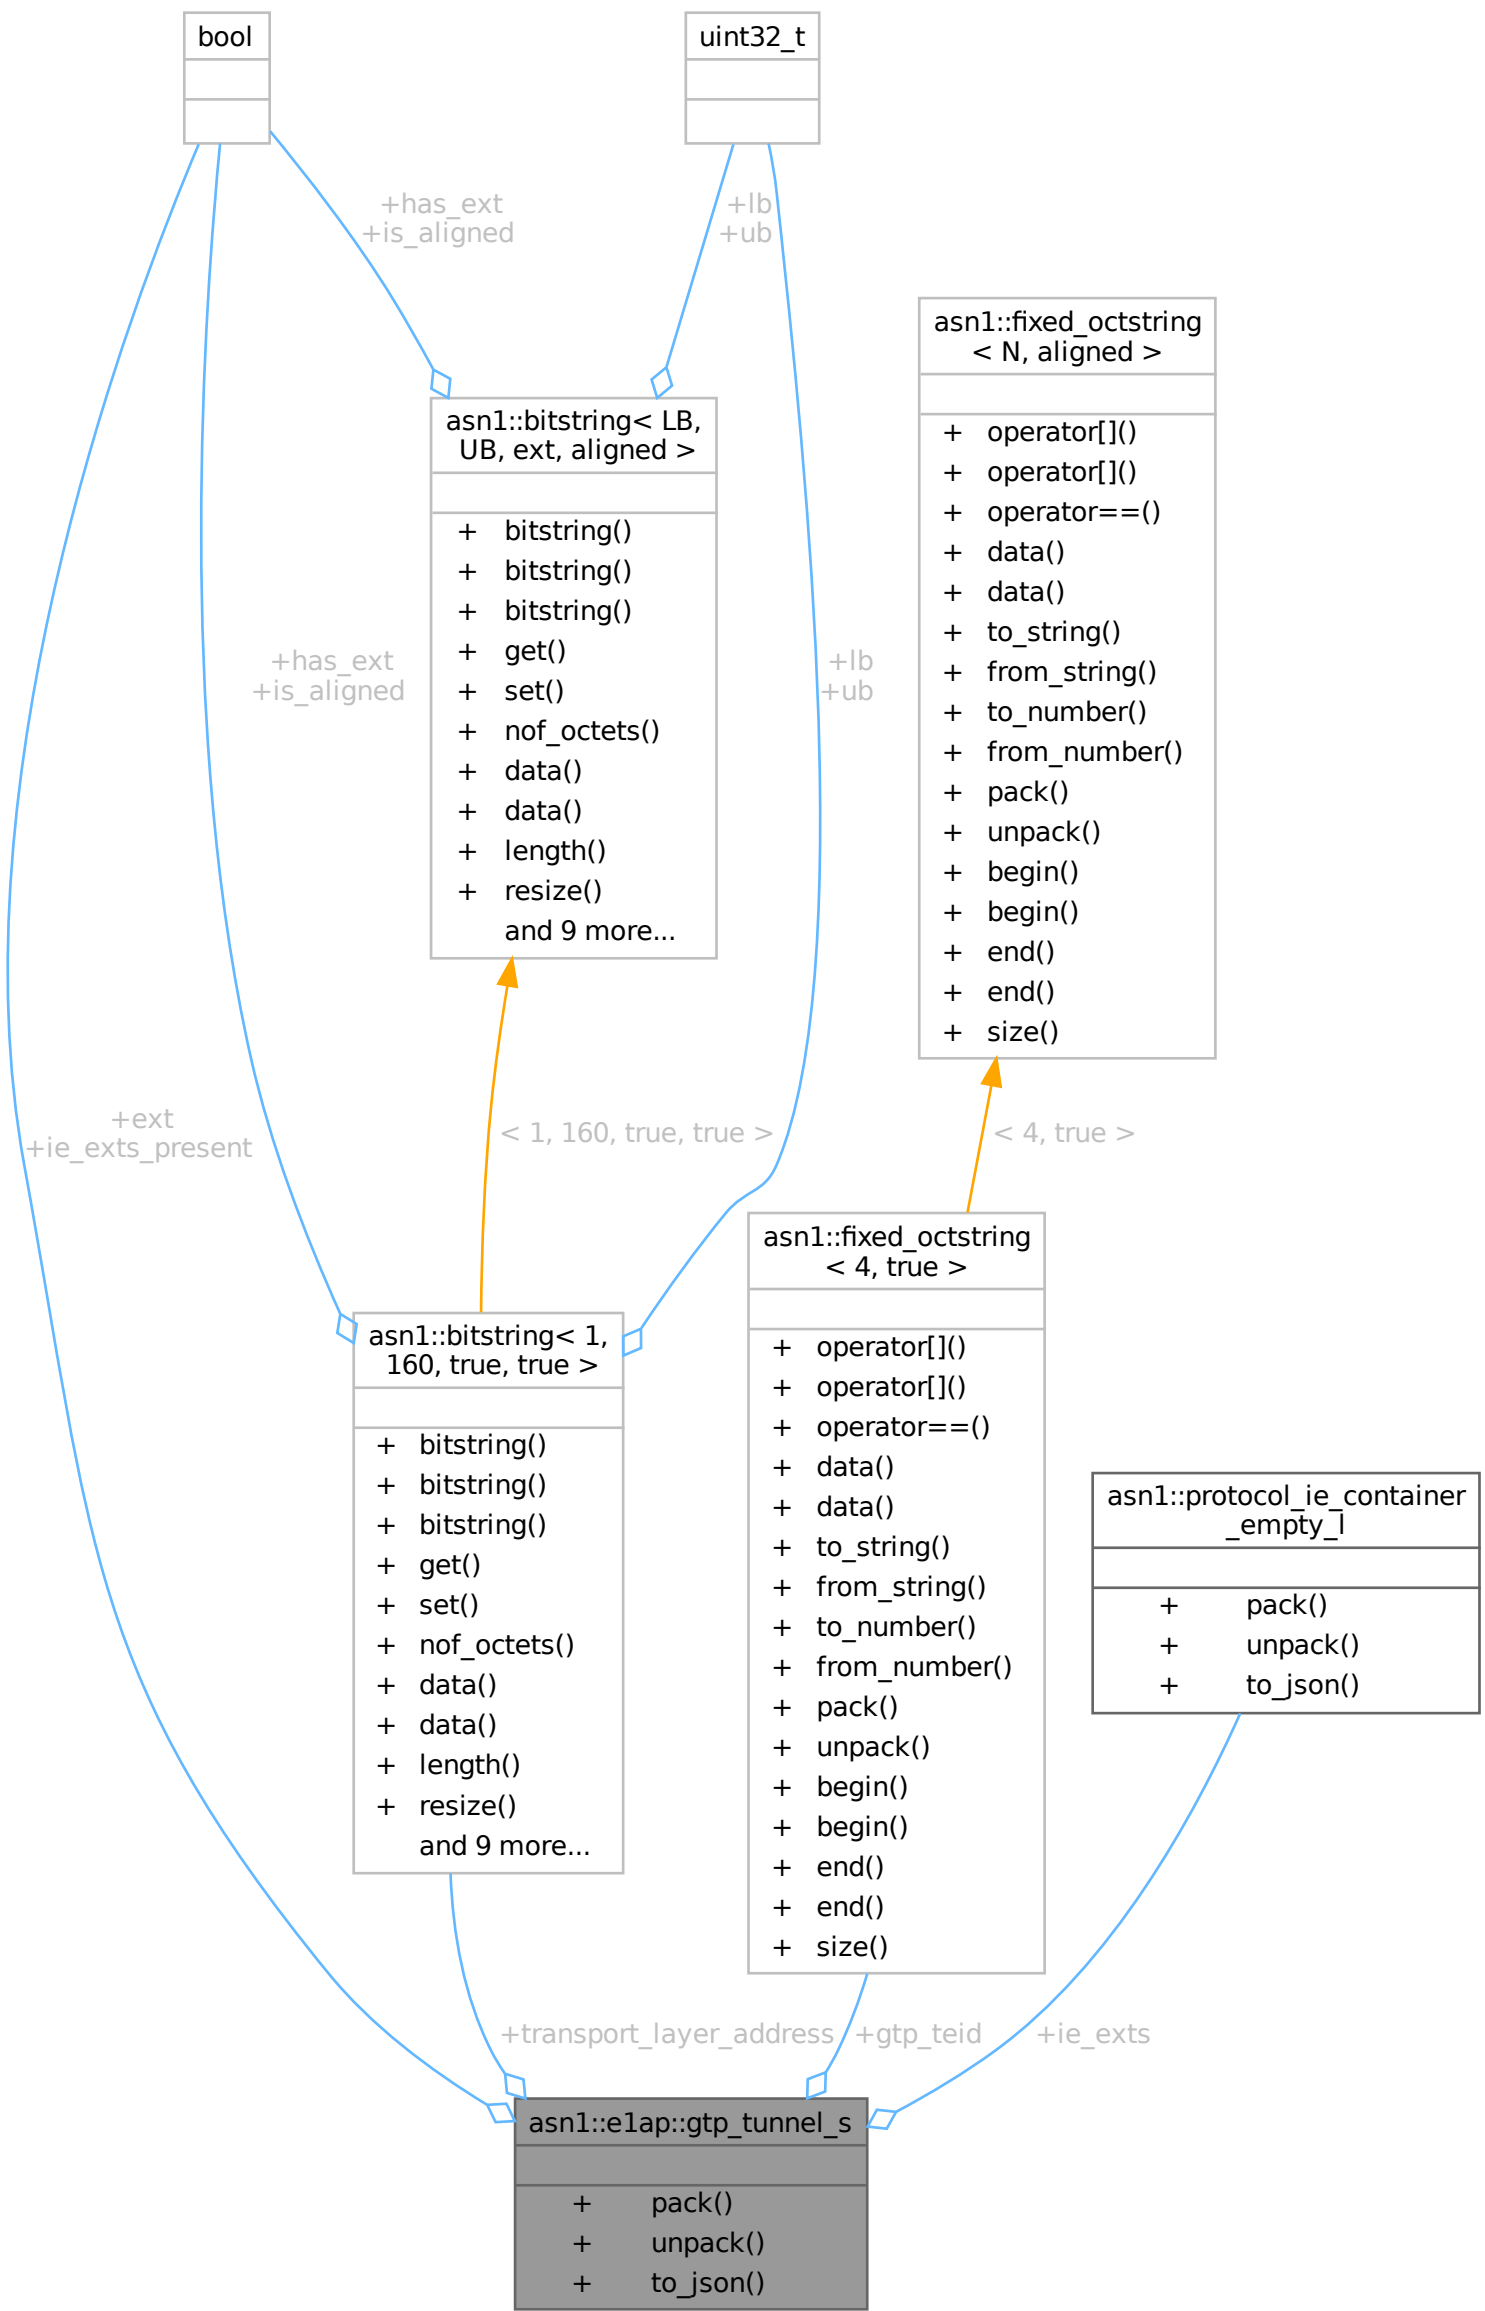 bool
uint32_t
+has_ext
+is_aligned
+lb
+ub
asn1::fixed_octstring
< N, aligned >
+ operator[]()
+ operator[]()
+ operator==()
+ data()
+ data()
+ to_string()
+ from_string()
+ to_number()
+ from_number()
+ pack()
+ unpack()
+ begin()
+ begin()
+ end()
+ end()
+ size()
asn1::bitstring< LB,
UB, ext, aligned >
+ bitstring()
+ bitstring()
+ bitstring()
+ get()
+ set()
+ nof_octets()
+ data()
+ data()
+ length()
+ resize()
and 9 more...
+has_ext
+is_aligned
+lb
+ub
+ext
+ie_exts_present
< 1, 160, true, true >
< 4, true >
asn1::fixed_octstring
< 4, true >
+ operator[]()
+ operator[]()
+ operator==()
+ data()
+ data()
+ to_string()
+ from_string()
+ to_number()
+ from_number()
+ pack()
+ unpack()
+ begin()
+ begin()
+ end()
+ end()
+ size()
asn1::bitstring< 1,
160, true, true >
+ bitstring()
+ bitstring()
+ bitstring()
+ get()
+ set()
+ nof_octets()
+ data()
+ data()
+ length()
+ resize()
and 9 more...
asn1::protocol_ie_container
_empty_l
+ pack()
+ unpack()
+ to_json()
+transport_layer_address
+gtp_teid
+ie_exts
asn1::e1ap::gtp_tunnel_s
+ pack()
+ unpack()
+ to_json()